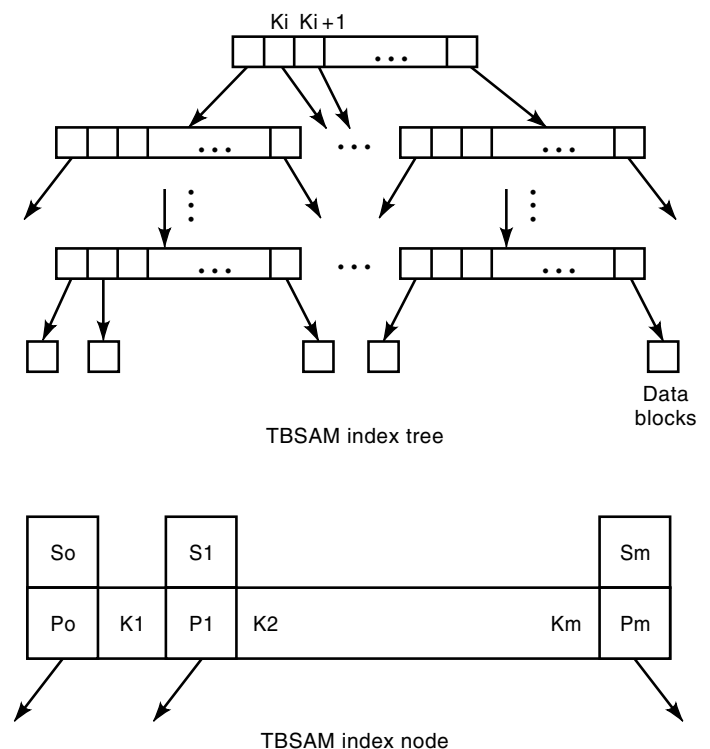 Ki Ki+1
...
... ... ...
... ...
Data
blocks
TBSAM index tree
So S1 Sm
Po K1 P1 K2 Km Pm
TBSAM index node